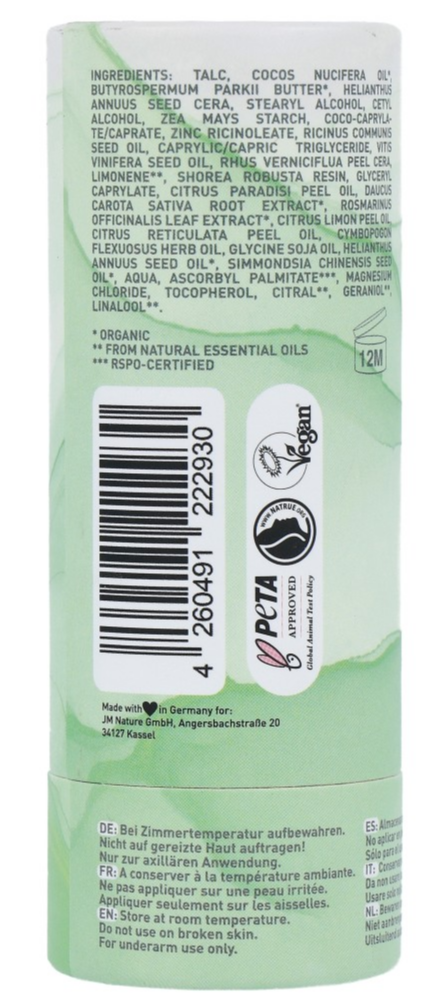 INGREDIENTS: TALC, COCOS NUCIFERA OIL*,
BUTYROSPERMUM PARKII BUTTER*, HELIANTHUS
ANNUUS SEED CERA, STEARYL ALCOHOL, CETYL
ALCOHOL, ZEA MAYS STARCH, COCO-CAPRYLA-
TE/CAPRATE, ZINC RICINOLEATE, RICINUS COMMUNIS
SEED OIL, CAPRYLIC/CAPRIC TRIGLYCERIDE, VITIS
VINIFERA SEED OIL, RHUS VERNICIFLUA PEEL CERA,
LIMONENE**, SHOREA ROBUSTA RESIN, GLYCERYL
CAPRYLATE, CITRUS PARADISI PEEL OIL, DAUCUS
CAROTA SATIVA ROOT EXTRACT*, ROSMARINUS
OFFICINALIS LEAF EXTRACT*, CITRUS LIMON PEEL OIL,
CITRUS RETICULATA PEEL OIL, CYMBOPOGON
FLEXUOSUS HERB OIL, GLYCINE SOJA OIL, HELIANTHUS
ANNUUS SEED OIL*, SIMMONDSIA CHINENSIS SEED
OIL*, AQUA, ASCORBYL PALMITATE***, MAGNESIUM
CHLORIDE, TOCOPHEROL, CITRAL**, GERANIOL**,
LINALOOL**.
* ORGANIC
** FROM NATURAL ESSENTIAL OILS
*** RSPO-CERTIFIED
12M
4 260491 222930
Vegan
WWW.NATRUE.ORG
PETA
APPROVED
Global Animal Test Policy
Made with in Germany for:
JM Nature GmbH, Angersbachstraße 20
34127 Kassel
DE: Bei Zimmertemperatur aufbewahren.
Nicht auf gereizte Haut auftragen!
Nur zur axillären Anwendung.
FR: A conserver à la température ambiante.
Ne pas appliquer sur une peau irritée.
Appliquer seulement sur les aisselles.
EN: Store at room temperature.
Do not use on broken skin.
For underarm use only.
ES:
No aplicar
Sólo para
IT:
Da non
Usare solo
NL:
Niet